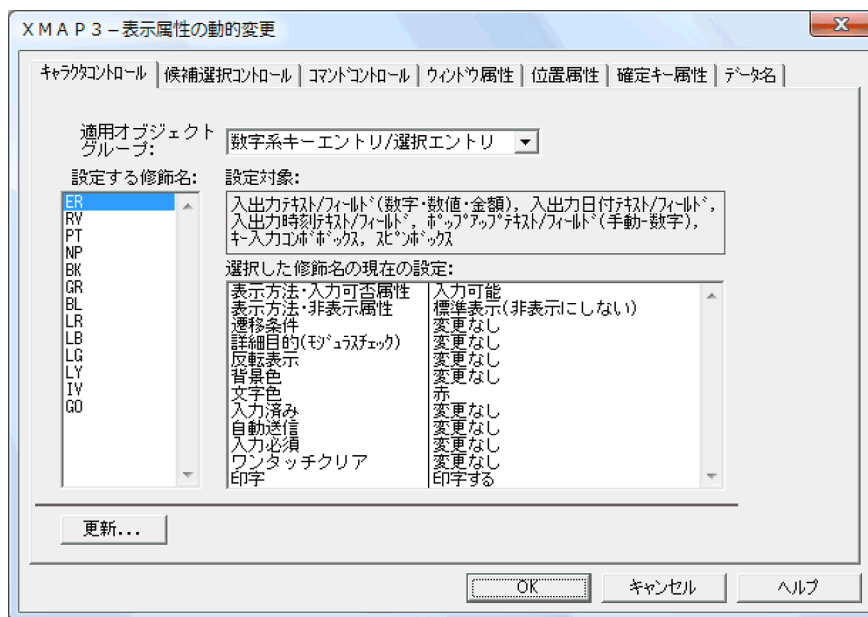 XMAP3－表示属性の動的変更
ｷｬﾗｸﾀｺﾝﾄﾛｰﾙ 候補選択ｺﾝﾄﾛｰﾙ ｺﾏﾝﾄﾞｺﾝﾄﾛｰﾙ ｳｨﾝﾄﾞｳ属性 位置属性 確定キー属性 ﾃﾞｰﾀ名
適用オブジェクト
グループ:
数字系キーエントリ/選択エントリ
設定する修飾名:
ER
RV
PT
NP
BK
GR
BL
LR
LB
LG
LY
IV
GO
設定対象:
入出力ﾃｷｽﾄ/ﾌｨｰﾙﾄﾞ(数字・数値・金額), 入出力日付ﾃｷｽﾄ/ﾌｨｰﾙﾄﾞ,
入出力時刻ﾃｷｽﾄ/ﾌｨｰﾙﾄﾞ, ﾎﾟｯﾌﾟｱｯﾌﾟﾃｷｽﾄ/ﾌｨｰﾙﾄﾞ(手動-数字),
ｷｰ入力ｺﾝﾎﾞﾎﾞｯｸｽ, ｽﾋﾟﾝﾎﾞｯｸｽ
選択した修飾名の現在の設定:
表示方法・入力可否属性 入力可能
表示方法・非表示属性 標準表示(非表示にしない)
遷移条件 変更なし
詳細目的(ﾓｼﾞｭﾗｽﾁｪｯｸ) 変更なし
反転表示 変更なし
背景色 変更なし
文字色 赤
入力済み 変更なし
自動送信 変更なし
入力必須 変更なし
ワンタッチクリア 変更なし
印字 印字する
更新...
OK キャンセル ヘルプ